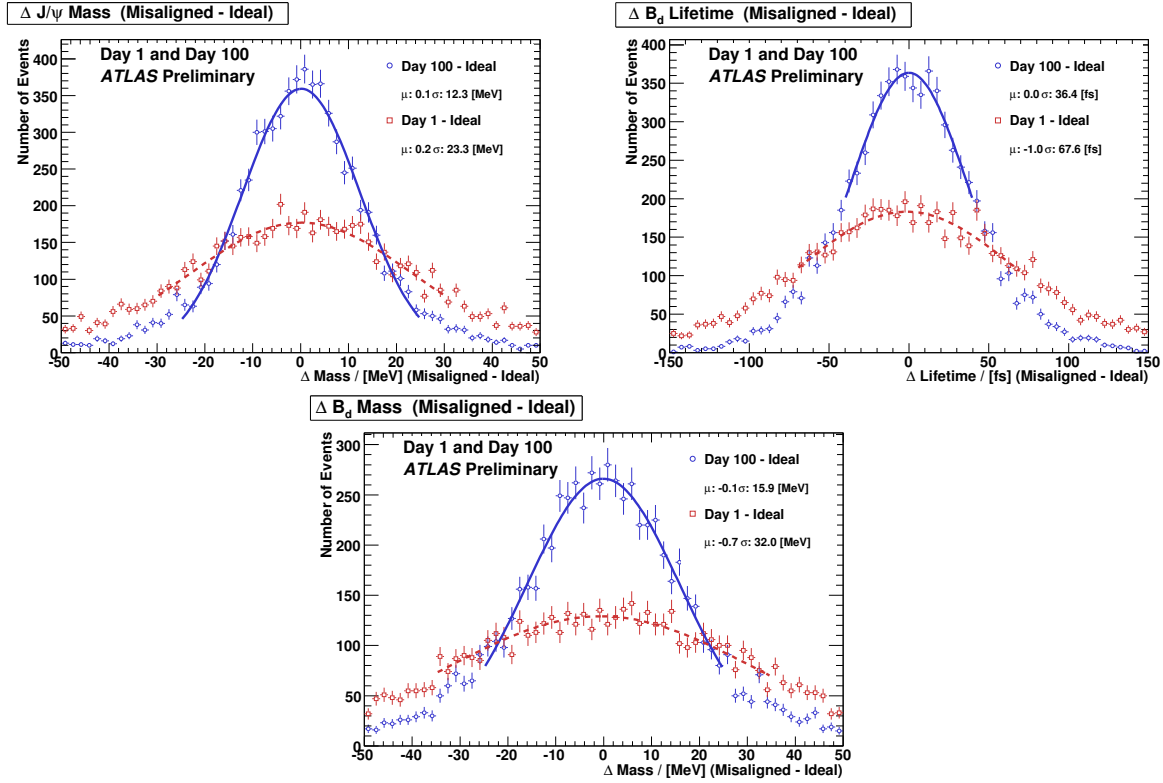 Δ J/ψ Mass (Misaligned - Ideal)
Number of Events
400
350
300
250
200
150
100
50
0
Day 1 and Day 100
ATLAS Preliminary
Day 100 - Ideal
μ: 0.1 σ: 12.3 [MeV]
Day 1 - Ideal
μ: 0.2 σ: 23.3 [MeV]
-50 -40 -30 -20 -10 0 10 20 30 40 50
Δ Mass / [MeV] (Misaligned - Ideal)
Δ B_d Lifetime (Misaligned - Ideal)
Number of Events
400
350
300
250
200
150
100
50
0
Day 1 and Day 100
ATLAS Preliminary
Day 100 - Ideal
μ: 0.0 σ: 36.4 [fs]
Day 1 - Ideal
μ: -1.0 σ: 67.6 [fs]
-150 -100 -50 0 50 100 150
Δ Lifetime / [fs] (Misaligned - Ideal)
Δ B_d Mass (Misaligned - Ideal)
Number of Events
300
250
200
150
100
50
0
Day 1 and Day 100
ATLAS Preliminary
Day 100 - Ideal
μ: -0.1 σ: 15.9 [MeV]
Day 1 - Ideal
μ: -0.7 σ: 32.0 [MeV]
-50 -40 -30 -20 -10 0 10 20 30 40 50
Δ Mass / [MeV] (Misaligned - Ideal)